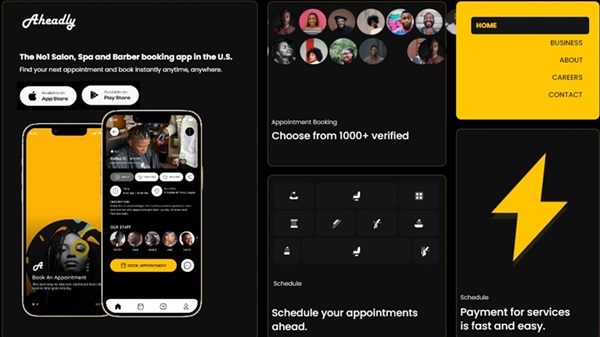 Aheadly
The No1 Salon, Spa and Barber booking app in the U.S.
Find your next appointment and book instantly anytime, anywhere.
Available on
App Store
Available on
Play Store
Book An Appointment
DESCRIPTION
OUR STAFF
BOOK APPOINTMENT
Appointment Booking
Choose from 1000+ verified
Schedule
Schedule your appointments
ahead.
HOME
BUSINESS
ABOUT
CAREERS
CONTACT
Schedule
Payment for services
is fast and easy.